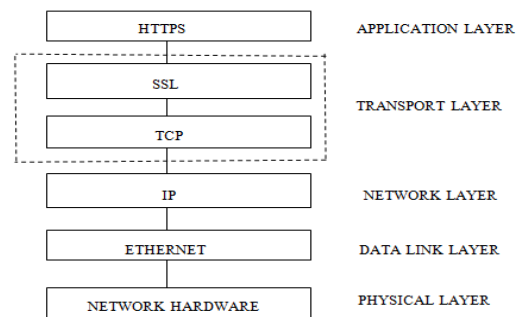 HTTPS APPLICATION LAYER
SSL
TRANSPORT LAYER
TCP
IP NETWORK LAYER
ETHERNET DATA LINK LAYER
NETWORK HARDWARE PHYSICAL LAYER